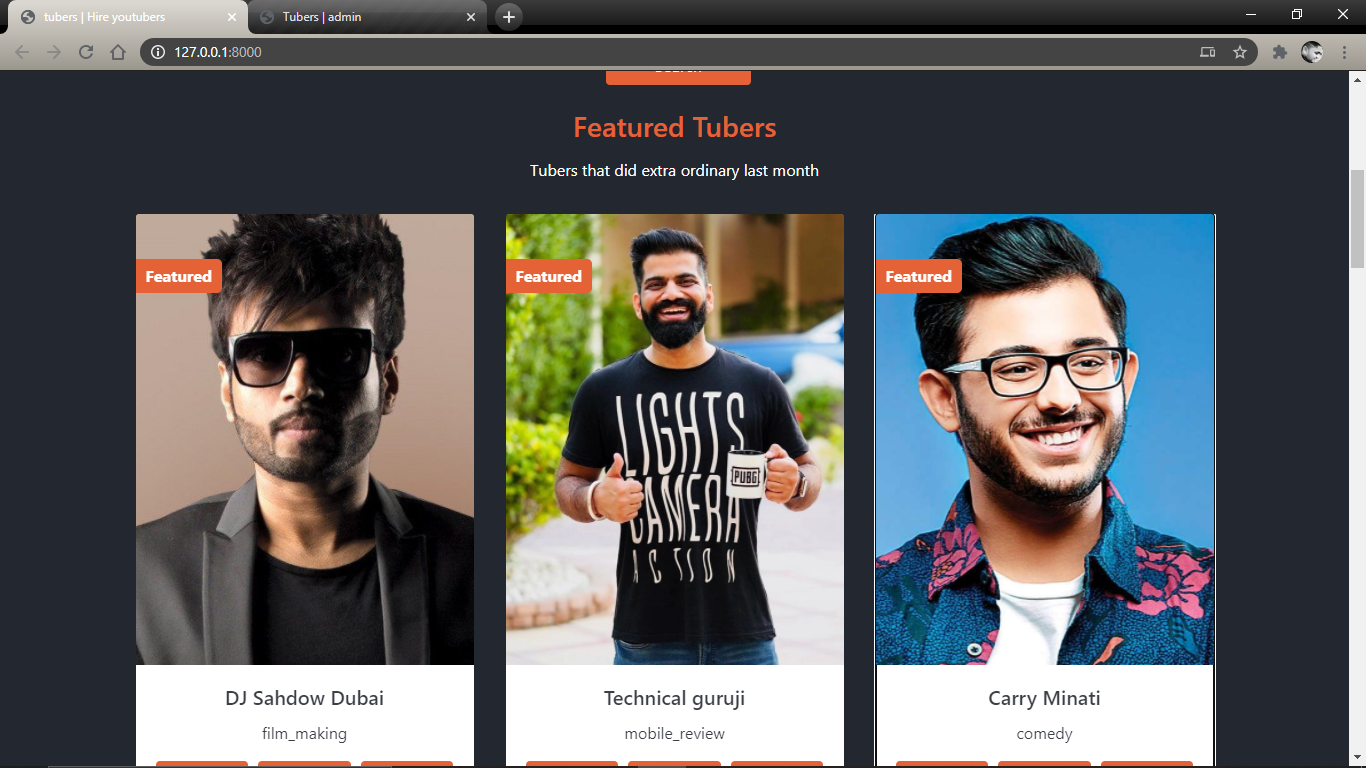 tubers | Hire youtubers
Tubers | admin
127.0.0.1:8000
Featured Tubers
Tubers that did extra ordinary last month
Featured
Featured
Featured
LIGHTS
CAMERA
ACTION
PUBG
DJ Sahdow Dubai
Technical guruji
Carry Minati
film_making
mobile_review
comedy